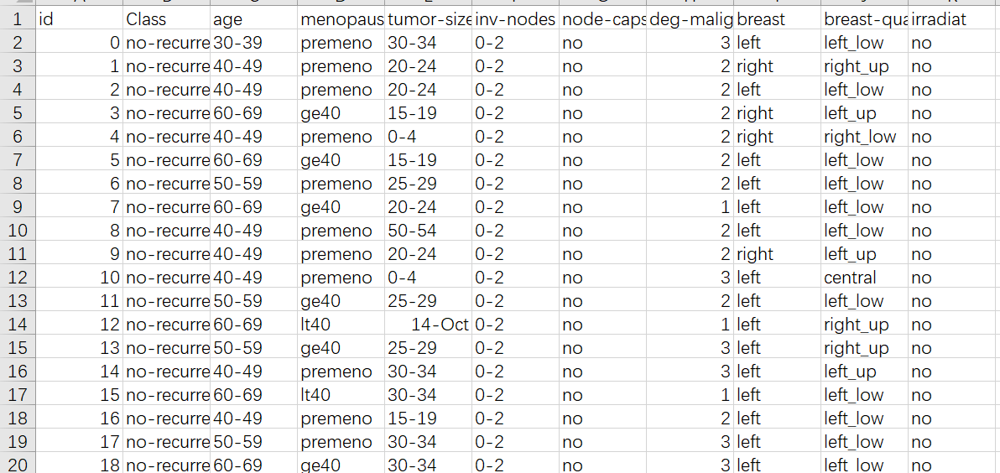 1 id Class age menopaus tumor-size inv-nodes node-caps deg-malig breast breast-qua irradiat
2 0 no-recurre 30-39 premeno 30-34 0-2 no 3 left left_low no
3 1 no-recurre 40-49 premeno 20-24 0-2 no 2 right right_up no
4 2 no-recurre 40-49 premeno 20-24 0-2 no 2 left left_low no
5 3 no-recurre 60-69 ge40 15-19 0-2 no 2 right left_up no
6 4 no-recurre 40-49 premeno 0-4 0-2 no 2 right right_low no
7 5 no-recurre 60-69 ge40 15-19 0-2 no 2 left left_low no
8 6 no-recurre 50-59 premeno 25-29 0-2 no 2 left left_low no
9 7 no-recurre 60-69 ge40 20-24 0-2 no 1 left left_low no
10 8 no-recurre 40-49 premeno 50-54 0-2 no 2 left left_low no
11 9 no-recurre 40-49 premeno 20-24 0-2 no 2 right left_up no
12 10 no-recurre 40-49 premeno 0-4 0-2 no 3 left central no
13 11 no-recurre 50-59 ge40 25-29 0-2 no 2 left left_low no
14 12 no-recurre 60-69 lt40 14-Oct 0-2 no 1 left right_up no
15 13 no-recurre 50-59 ge40 25-29 0-2 no 3 left right_up no
16 14 no-recurre 40-49 premeno 30-34 0-2 no 3 left left_up no
17 15 no-recurre 60-69 lt40 30-34 0-2 no 1 left left_low no
18 16 no-recurre 40-49 premeno 15-19 0-2 no 2 left left_low no
19 17 no-recurre 50-59 premeno 30-34 0-2 no 3 left left_low no
20 18 no-recurre 60-69 ge40 30-34 0-2 no 3 left left_low no